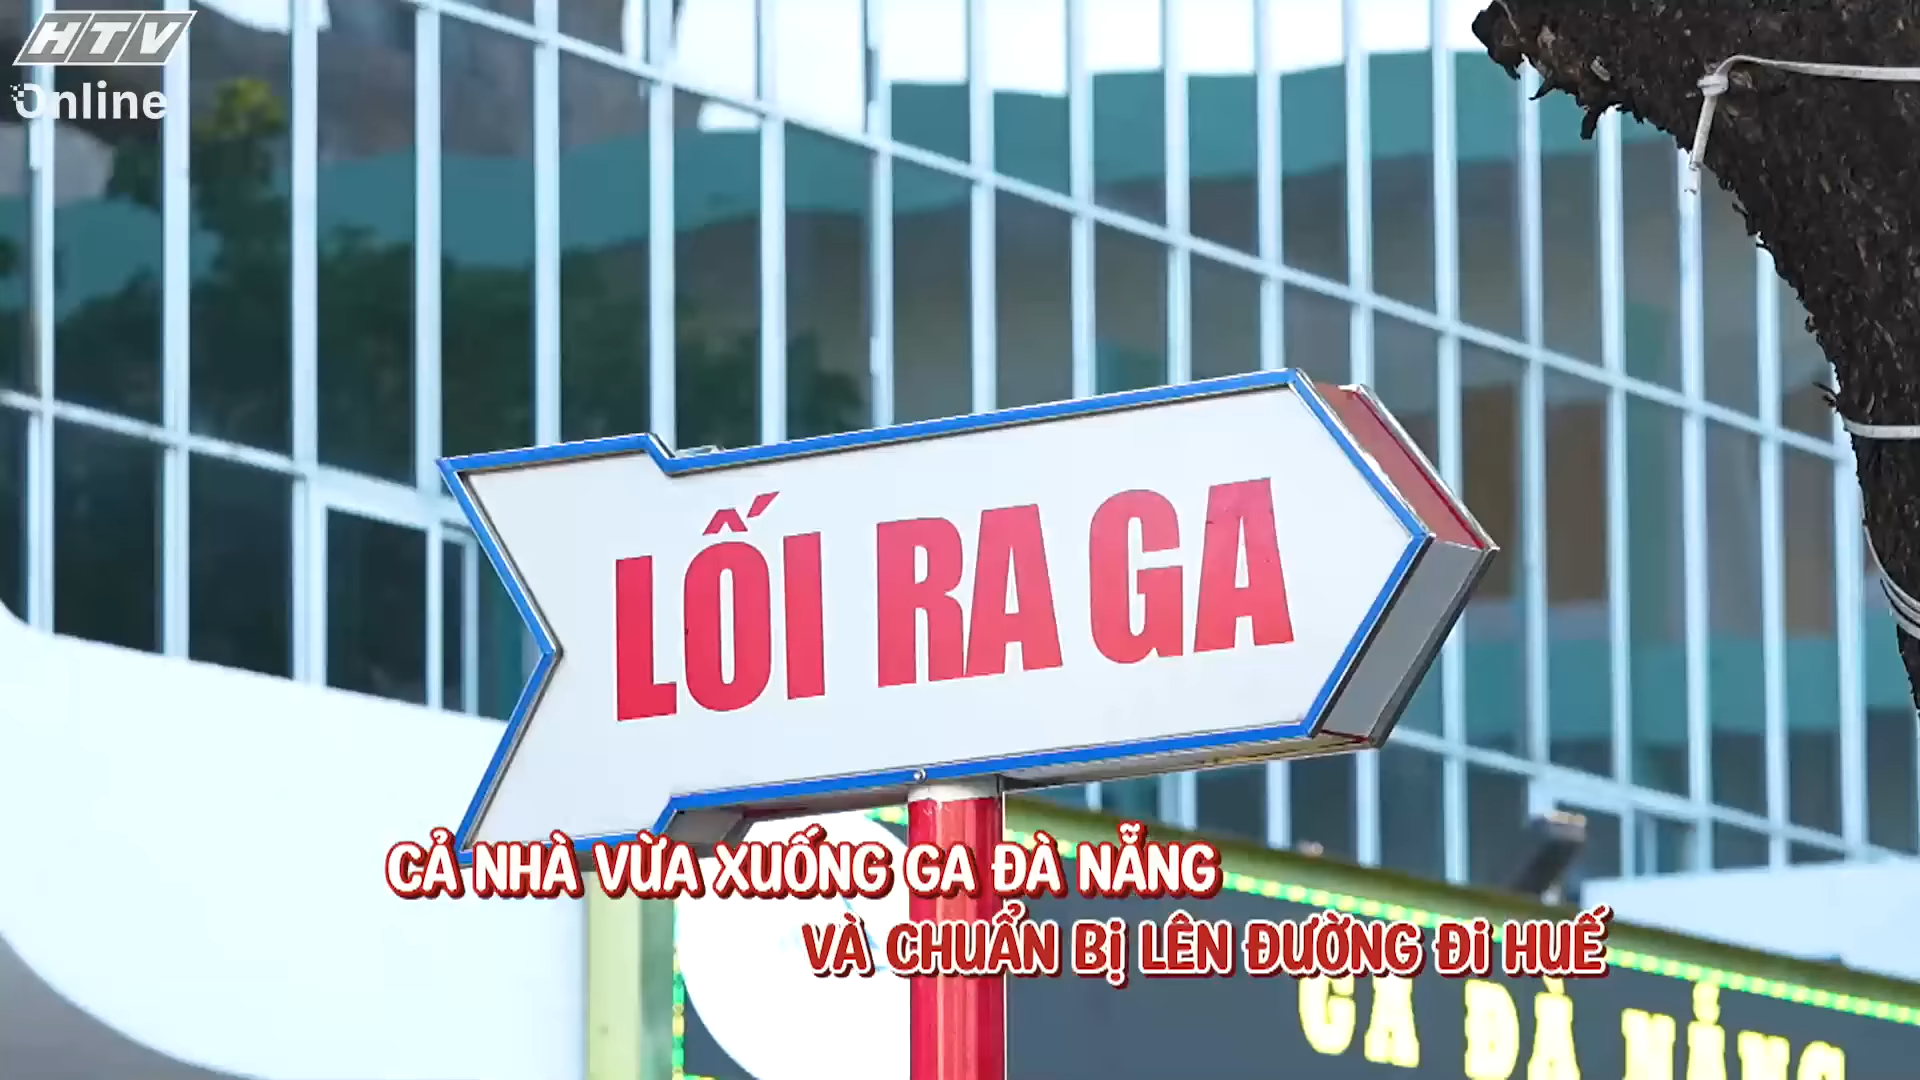 HTV
Online
LỐI RA GA
CẢ NHÀ VỪA XUỐNG GA ĐÀ NẴNG
VÀ CHUẨN BỊ LÊN ĐƯỜNG ĐI HUẾ
GA ĐÀ NẴNG